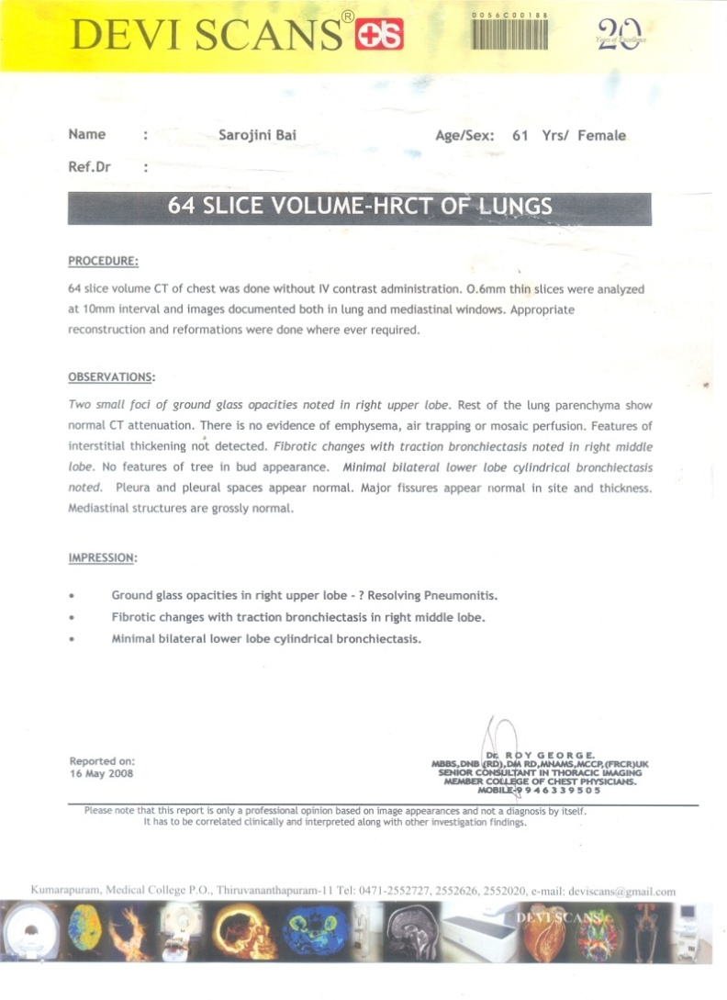 DEVI SCANS® ds
0056C00188
20
Years of Excellence
Name : Sarojini Bai Age/Sex: 61 Yrs/ Female
Ref.Dr :
64 SLICE VOLUME-HRCT OF LUNGS
PROCEDURE:
64 slice volume CT of chest was done without IV contrast administration. 0.6mm thin slices were analyzed
at 10mm interval and images documented both in lung and mediastinal windows. Appropriate
reconstruction and reformations were done where ever required.
OBSERVATIONS:
Two small foci of ground glass opacities noted in right upper lobe. Rest of the lung parenchyma show
normal CT attenuation. There is no evidence of emphysema, air trapping or mosaic perfusion. Features of
interstitial thickening not detected. Fibrotic changes with traction bronchiectasis noted in right middle
lobe. No features of tree in bud appearance. Minimal bilateral lower lobe cylindrical bronchiectasis
noted. Pleura and pleural spaces appear normal. Major fissures appear normal in site and thickness.
Mediastinal structures are grossly normal.
IMPRESSION:
• Ground glass opacities in right upper lobe - ? Resolving Pneumonitis.
• Fibrotic changes with traction bronchiectasis in right middle lobe.
• Minimal bilateral lower lobe cylindrical bronchiectasis.
Reported on:
16 May 2008
Dr. ROY GEORGE.
MBBS,DNB (RD),DM RD,MNAMS,MCCP,(FRCR)UK
SENIOR CONSULTANT IN THORACIC IMAGING
MEMBER COLLEGE OF CHEST PHYSICIANS.
MOBILE-9946339505
Please note that this report is only a professional opinion based on image appearances and not a diagnosis by itself.
It has to be correlated clinically and interpreted along with other investigation findings.
Kumarapuram, Medical College P.O., Thiruvananthapuram-11 Tel: 0471-2552727, 2552626, 2552020, e-mail: deviscans@gmail.com
DEVI SCANS